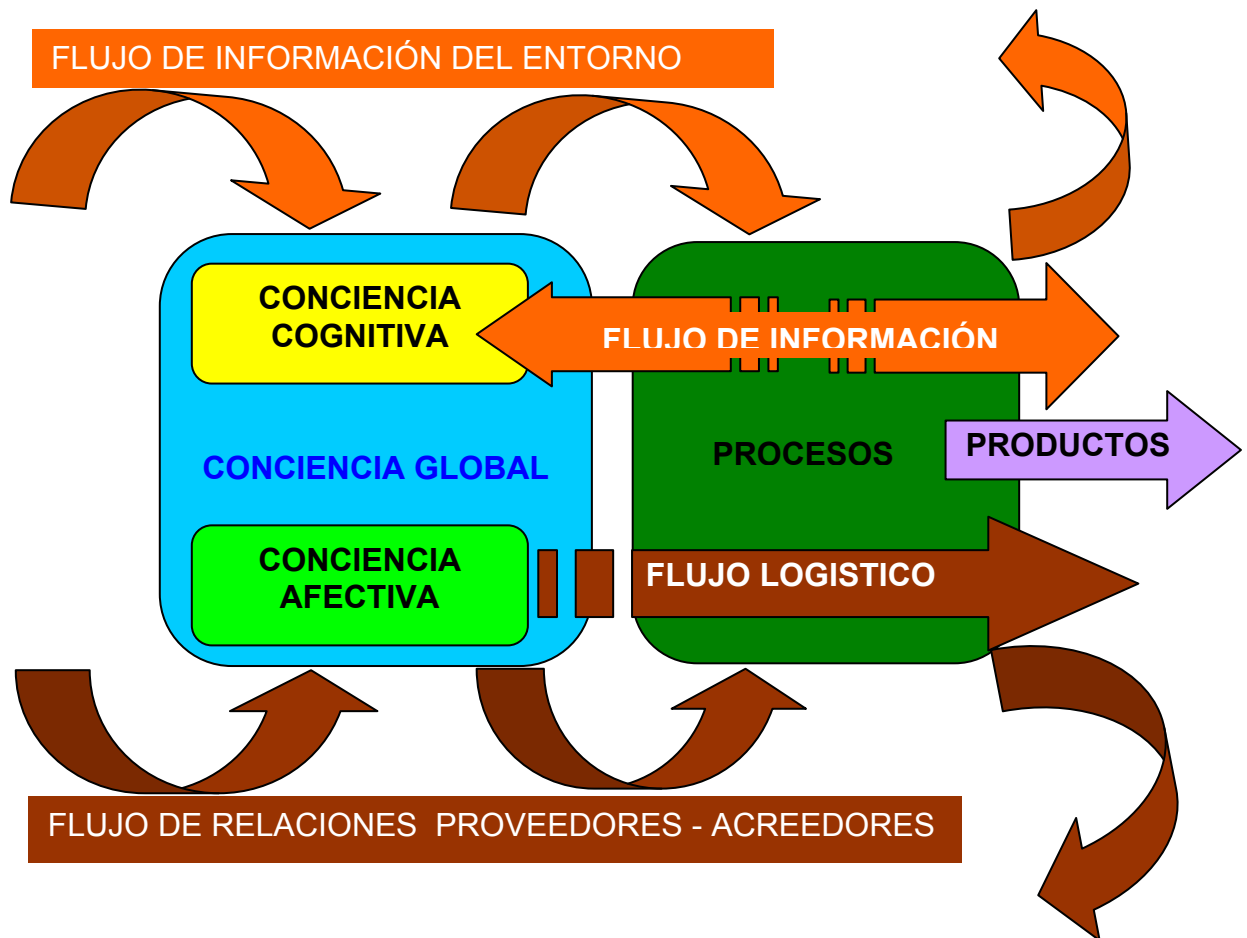 FLUJO DE INFORMACIÓN DEL ENTORNO
CONCIENCIA
COGNITIVA
FLUJO DE INFORMACIÓN
CONCIENCIA GLOBAL
PROCESOS
PRODUCTOS
CONCIENCIA
AFECTIVA
FLUJO LOGISTICO
FLUJO DE RELACIONES  PROVEEDORES - ACREEDORES